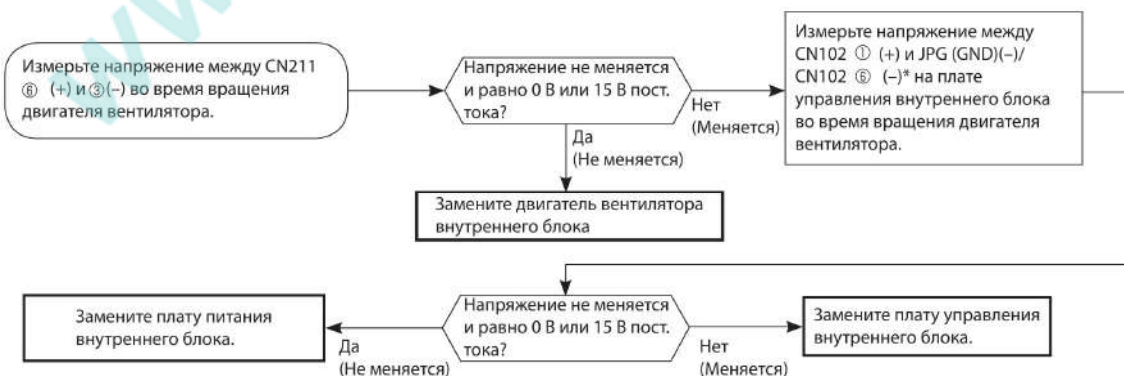 Измерьте напряжение между CN211
⑥ (+) и ③(–) во время вращения
двигателя вентилятора.
Напряжение не меняется
и равно 0 В или 15 В пост.
тока?
Нет
(Меняется)
Да
(Не меняется)
Измерьте напряжение между
CN102 ① (+) и JPG (GND)(–)/
CN102 ⑥ (–)* на плате
управления внутреннего блока
во время вращения двигателя
вентилятора.
Замените двигатель вентилятора
внутреннего блока
Напряжение не меняется
и равно 0 В или 15 В пост.
тока?
Да
(Не меняется)
Нет
(Меняется)
Замените плату питания
внутреннего блока.
Замените плату управления
внутреннего блока.